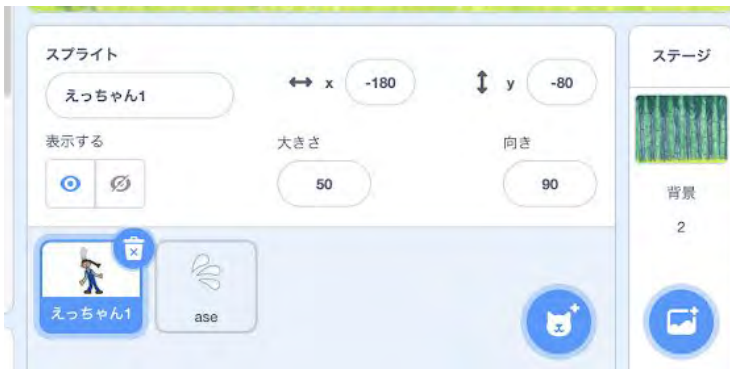 スプライト
えっちゃん1
x -180
y -80
表示する
大きさ
50
向き
90
えっちゃん1
ase
ステージ
背景
2